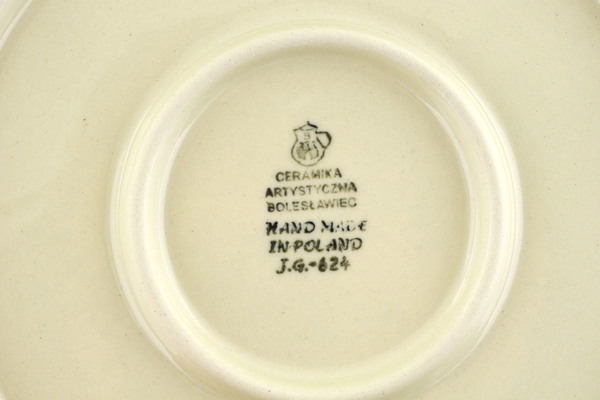 CERAMIKA
ARTYSTYCZNA
BOLESŁAWIEC
HAND MADE
IN POLAND
J.G.-624